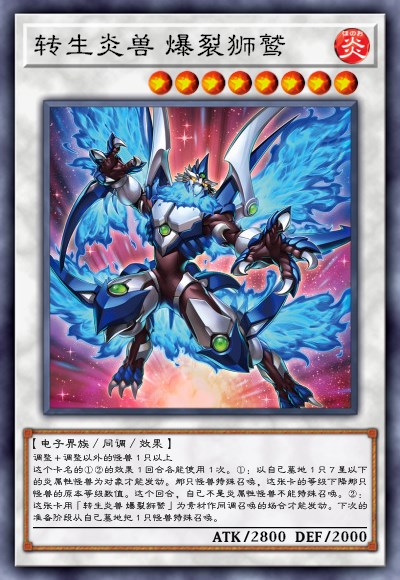 转生炎兽 爆裂狮鹫
炎
ほのお
【电子界族／同调／效果】
调整＋调整以外的怪兽１只以上
这个卡名的①②的效果１回合各能使用１次。①：以自己墓地１只７星以下
的炎属性怪兽为对象才能发动。那只怪兽特殊召唤，这张卡的等级下降那只
怪兽的原本等级数值。这个回合，自己不是炎属性怪兽不能特殊召唤。②：
这张卡用「转生炎兽 爆裂狮鹫」为素材作同调召唤的场合才能发动。下次的
准备阶段从自己墓地把１只怪兽特殊召唤。
ATK/2800 DEF/2000